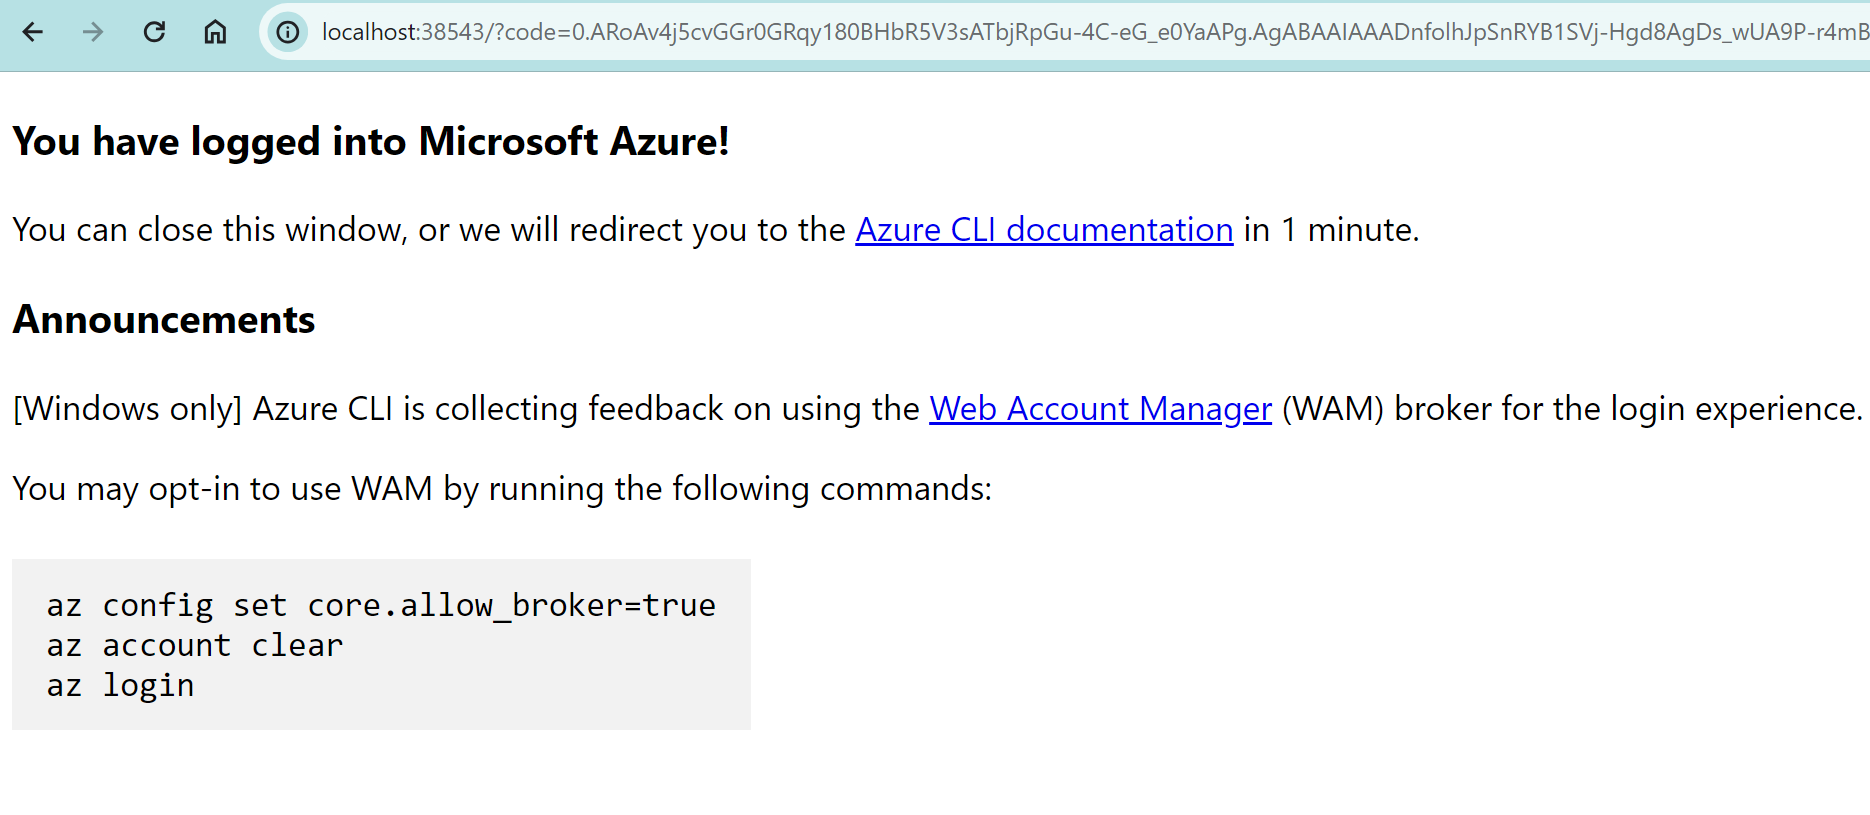 localhost:38543/?code=0.ARoAv4j5cvGGr0GRqy180BHbR5V3sATbjRpGu-4C-eG_e0YaAPg.AgABAAIAAADnfolhJpSnRYB1SVj-Hgd8AgDs_wUA9P-r4mB
You have logged into Microsoft Azure!
You can close this window, or we will redirect you to the Azure CLI documentation in 1 minute.
Announcements
[Windows only] Azure CLI is collecting feedback on using the Web Account Manager (WAM) broker for the login experience.
You may opt-in to use WAM by running the following commands:
az config set core.allow_broker=true
az account clear
az login